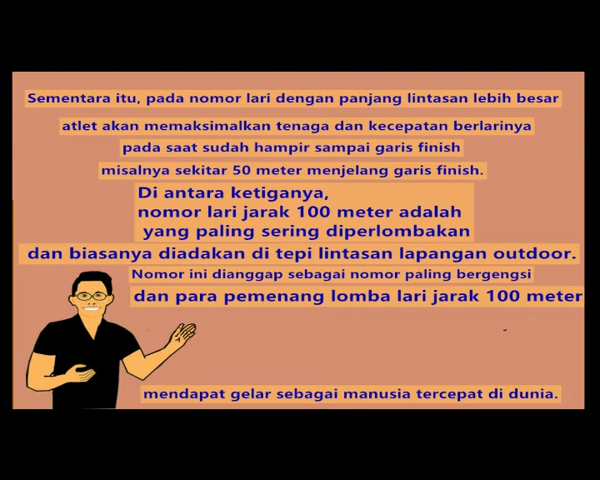 Sementara itu, pada nomor lari dengan panjang lintasan lebih besar
atlet akan memaksimalkan tenaga dan kecepatan berlarinya
pada saat sudah hampir sampai garis finish
misalnya sekitar 50 meter menjelang garis finish.
Di antara ketiganya,
nomor lari jarak 100 meter adalah
yang paling sering diperlombakan
dan biasanya diadakan di tepi lintasan lapangan outdoor.
Nomor ini dianggap sebagai nomor paling bergengsi
dan para pemenang lomba lari jarak 100 meter
mendapat gelar sebagai manusia tercepat di dunia.